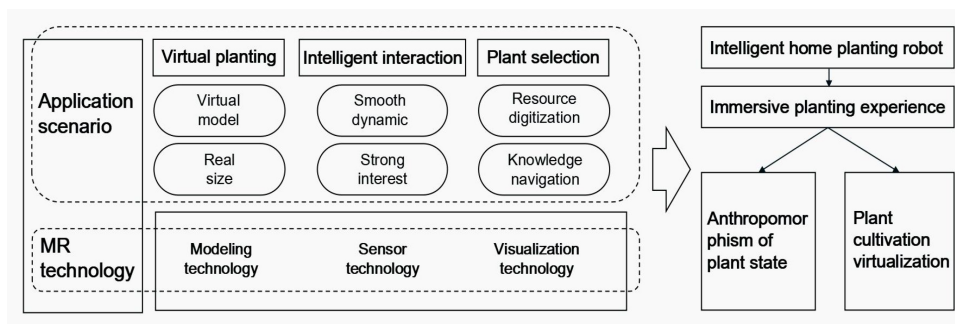 Application
scenario
Virtual planting
Intelligent interaction
Plant selection
Virtual
model
Smooth
dynamic
Resource
digitization
Real
size
Strong
interest
Knowledge
navigation
MR
technology
Modeling
technology
Sensor
technology
Visualization
technology
Intelligent home planting robot
Immersive planting experience
Anthropomor
phism of
plant state
Plant
cultivation
virtualization